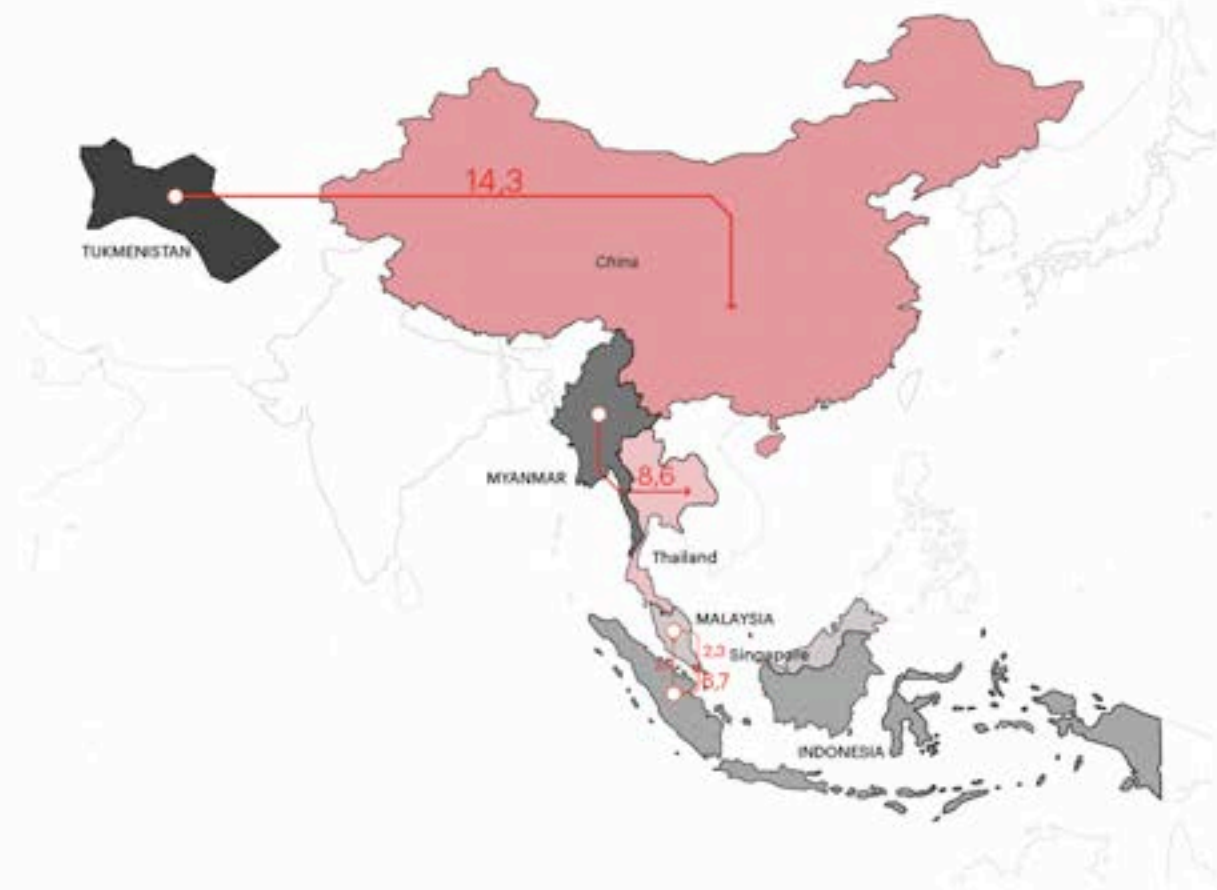 14,3
TUKMENISTAN
China
MYANMAR
8,6
Thailand
MALAYSIA
2,3
Singapore
6,7
INDONESIA